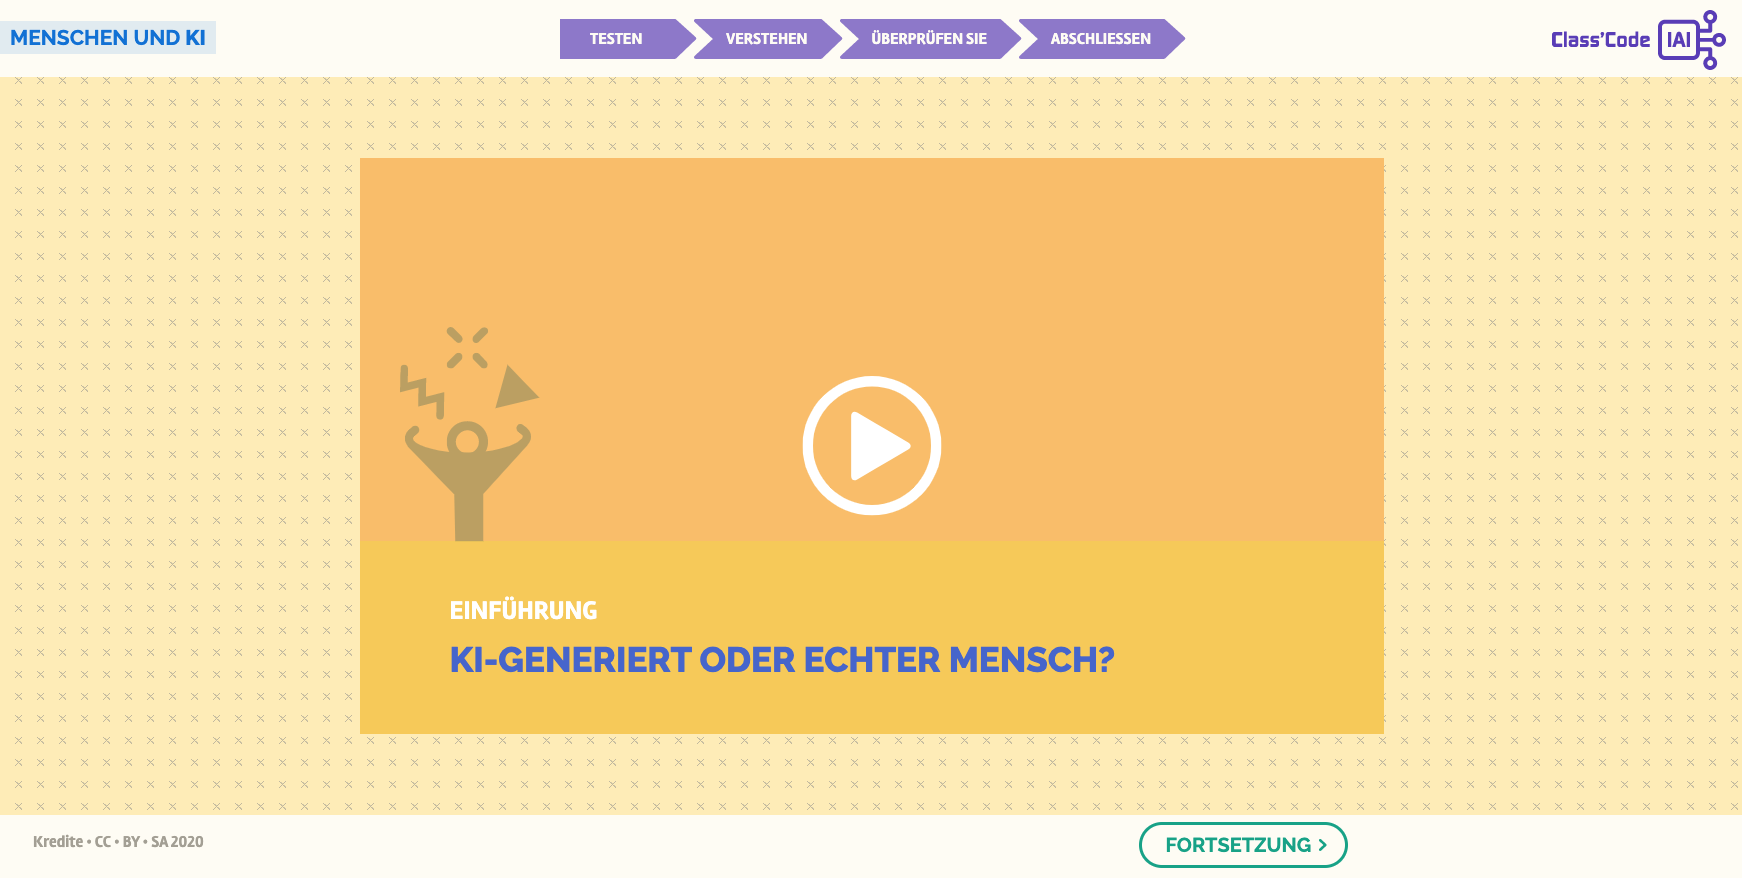 MENSCHEN UND KI
TESTEN
VERSTEHEN
ÜBERPRÜFEN SIE
ABSCHLIESSEN
Class'Code IAI
EINFÜHRUNG
KI-GENERIERT ODER ECHTER MENSCH?
Kredite • CC • BY • SA 2020
FORTSETZUNG >